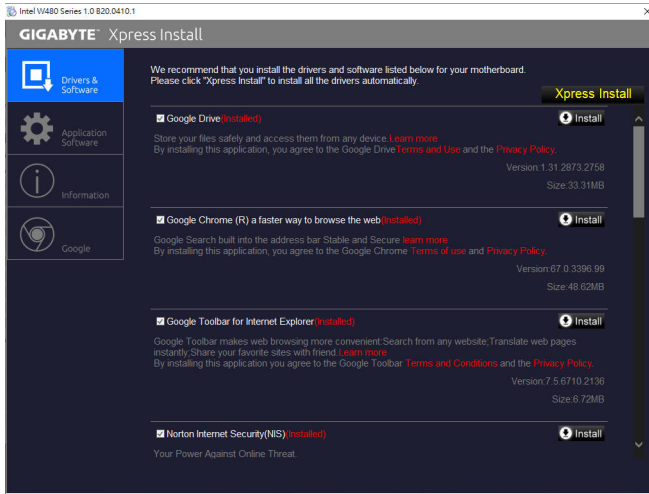 Intel W480 Series 1.0 B20.0410.1
GIGABYTE™ Xpress Install
Drivers &
Software
Application
Software
Information
Google
We recommend that you install the drivers and software listed below for your motherboard.
Please click "Xpress Install" to install all the drivers automatically.
Xpress Install
Google Drive(Installed)
Install
Store your files safely and access them from any device.Learn more
By installing this application, you agree to the Google DriveTerms and Use and the Privacy Policy.
Version:1.31.2873.2758
Size:33.31MB
Google Chrome (R) a faster way to browse the web(Installed)
Install
Google Search built into the address bar Stable and Secure learn more
By installing this application, you agree to the Google Chrome Terms of use and Privacy Policy.
Version:67.0.3396.99
Size:48.62MB
Google Toolbar for Internet Explorer(Installed)
Install
Google Toolbar makes web browsing more convenient.Search from any website;Translate web pages
instantly;Share your favorite sites with friend.Learn more
By installing this application you agree to the Google Toolbar Terms and Conditions and the Privacy Policy.
Version:7.5.6710.2136
Size:6.72MB
Norton Internet Security(NIS)(Installed)
Install
Your Power Against Online Threat.